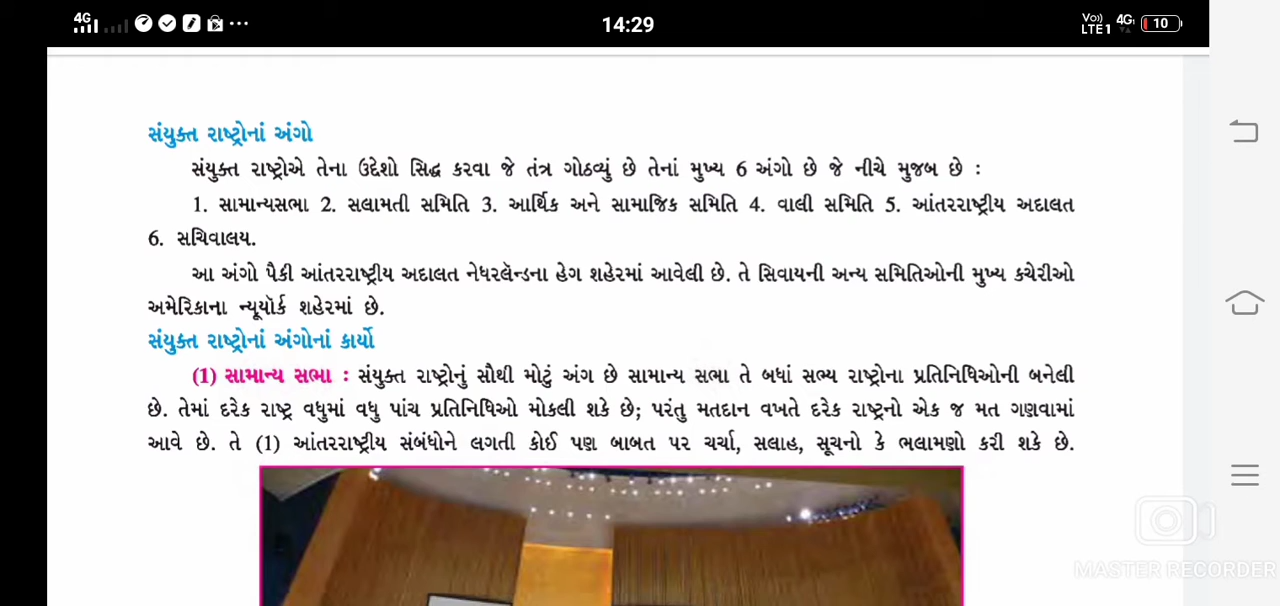 4G
14:29
Vo))
LTE1
4G
10
સંયુક્ત રાષ્ટ્રોનાં અંગો
સંયુક્ત રાષ્ટ્રોએ તેના ઉદ્દેશો સિદ્ધ કરવા જે તંત્ર ગોઠવ્યું છે તેનાં મુખ્ય 6 અંગો છે જે નીચે મુજબ છે :
1. સામાન્યસભા 2. સલામતી સમિતિ 3. આર્થિક અને સામાજિક સમિતિ 4. વાલી સમિતિ 5. આંતરરાષ્ટ્રીય અદાલત
6. સચિવાલય.
આ અંગો પૈકી આંતરરાષ્ટ્રીય અદાલત નેધરલૅન્ડના હેગ શહેરમાં આવેલી છે. તે સિવાયની અન્ય સમિતિઓની મુખ્ય કચેરીઓ
અમેરિકાના ન્યૂયૉર્ક શહેરમાં છે.
સંયુક્ત રાષ્ટ્રોનાં અંગોનાં કાર્યો
(1) સામાન્ય સભા : સંયુક્ત રાષ્ટ્રોનું સૌથી મોટું અંગ છે સામાન્ય સભા તે બધાં સભ્ય રાષ્ટ્રોના પ્રતિનિધિઓની બનેલી
છે. તેમાં દરેક રાષ્ટ્ર વધુમાં વધુ પાંચ પ્રતિનિધિઓ મોકલી શકે છે; પરંતુ મતદાન વખતે દરેક રાષ્ટ્રનો એક જ મત ગણવામાં
આવે છે. તે (1) આંતરરાષ્ટ્રીય સંબંધોને લગતી કોઈ પણ બાબત પર ચર્ચા, સલાહ, સૂચનો કે ભલામણો કરી શકે છે.
MASTER RECORDER